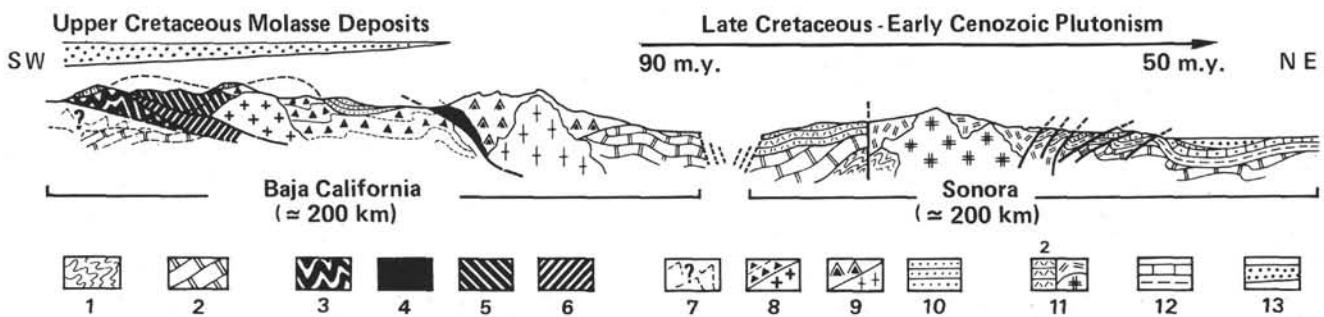 Upper Cretaceous Molasse Deposits
Late Cretaceous - Early Cenozoic Plutonism
SW
90 m.y.
50 m.y.
NE
?
Baja California
(≃ 200 km)
Sonora
(≃ 200 km)
2
?
1 2 3 4 5 6 7 8 9 10 11 12 13